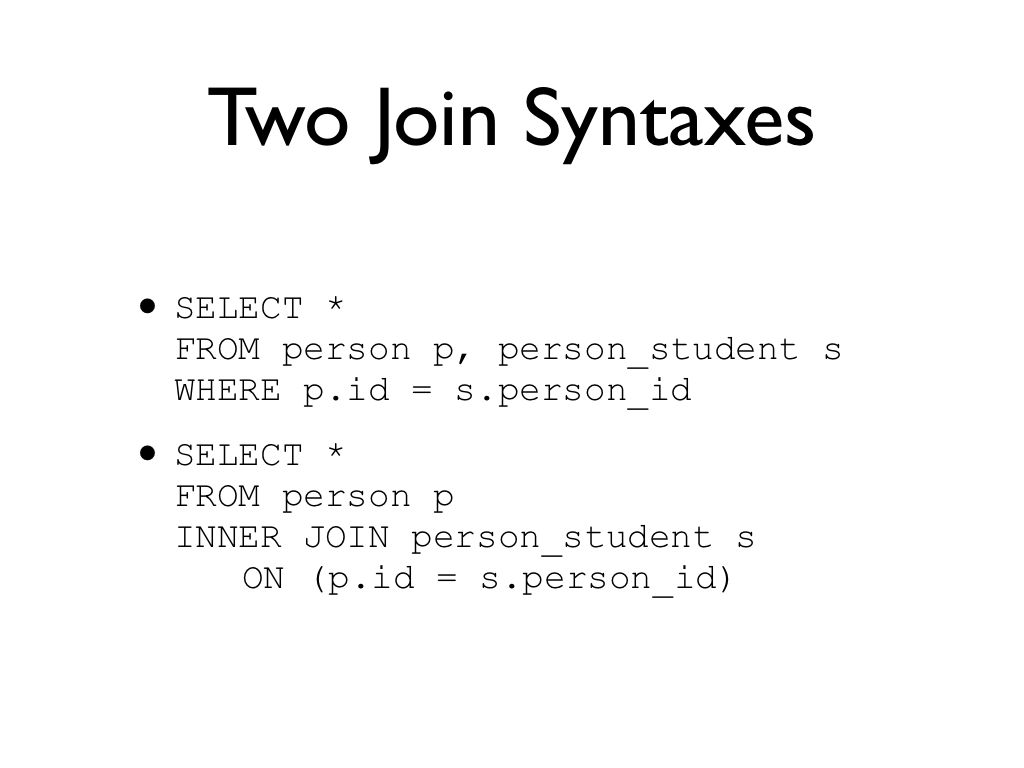 Two Join Syntaxes
• SELECT *
FROM person p, person_student s
WHERE p.id = s.person_id
• SELECT *
FROM person p
INNER JOIN person_student s
ON (p.id = s.person_id)